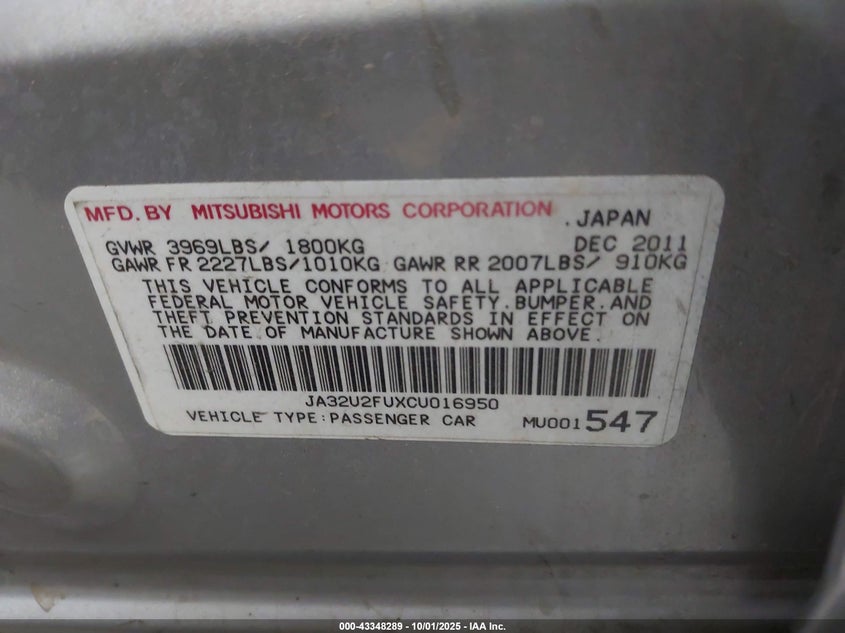 MFD. BY MITSUBISHI MOTORS CORPORATION .JAPAN
GVWR 3969LBS/ 1800KG DEC 2011
GAWR FR 2227LBS/1010KG GAWR RR 2007LBS/ 910KG
THIS VEHICLE CONFORMS TO ALL APPLICABLE
FEDERAL MOTOR VEHICLE SAFETY.BUMPER.AND
THEFT PREVENTION STANDARDS IN EFFECT ON
THE DATE OF MANUFACTURE SHOWN ABOVE.
JA32U2FUXCU016950
VEHICLE TYPE:PASSENGER CAR MU001547
000-43348289 - 10/01/2025 - IAA Inc.